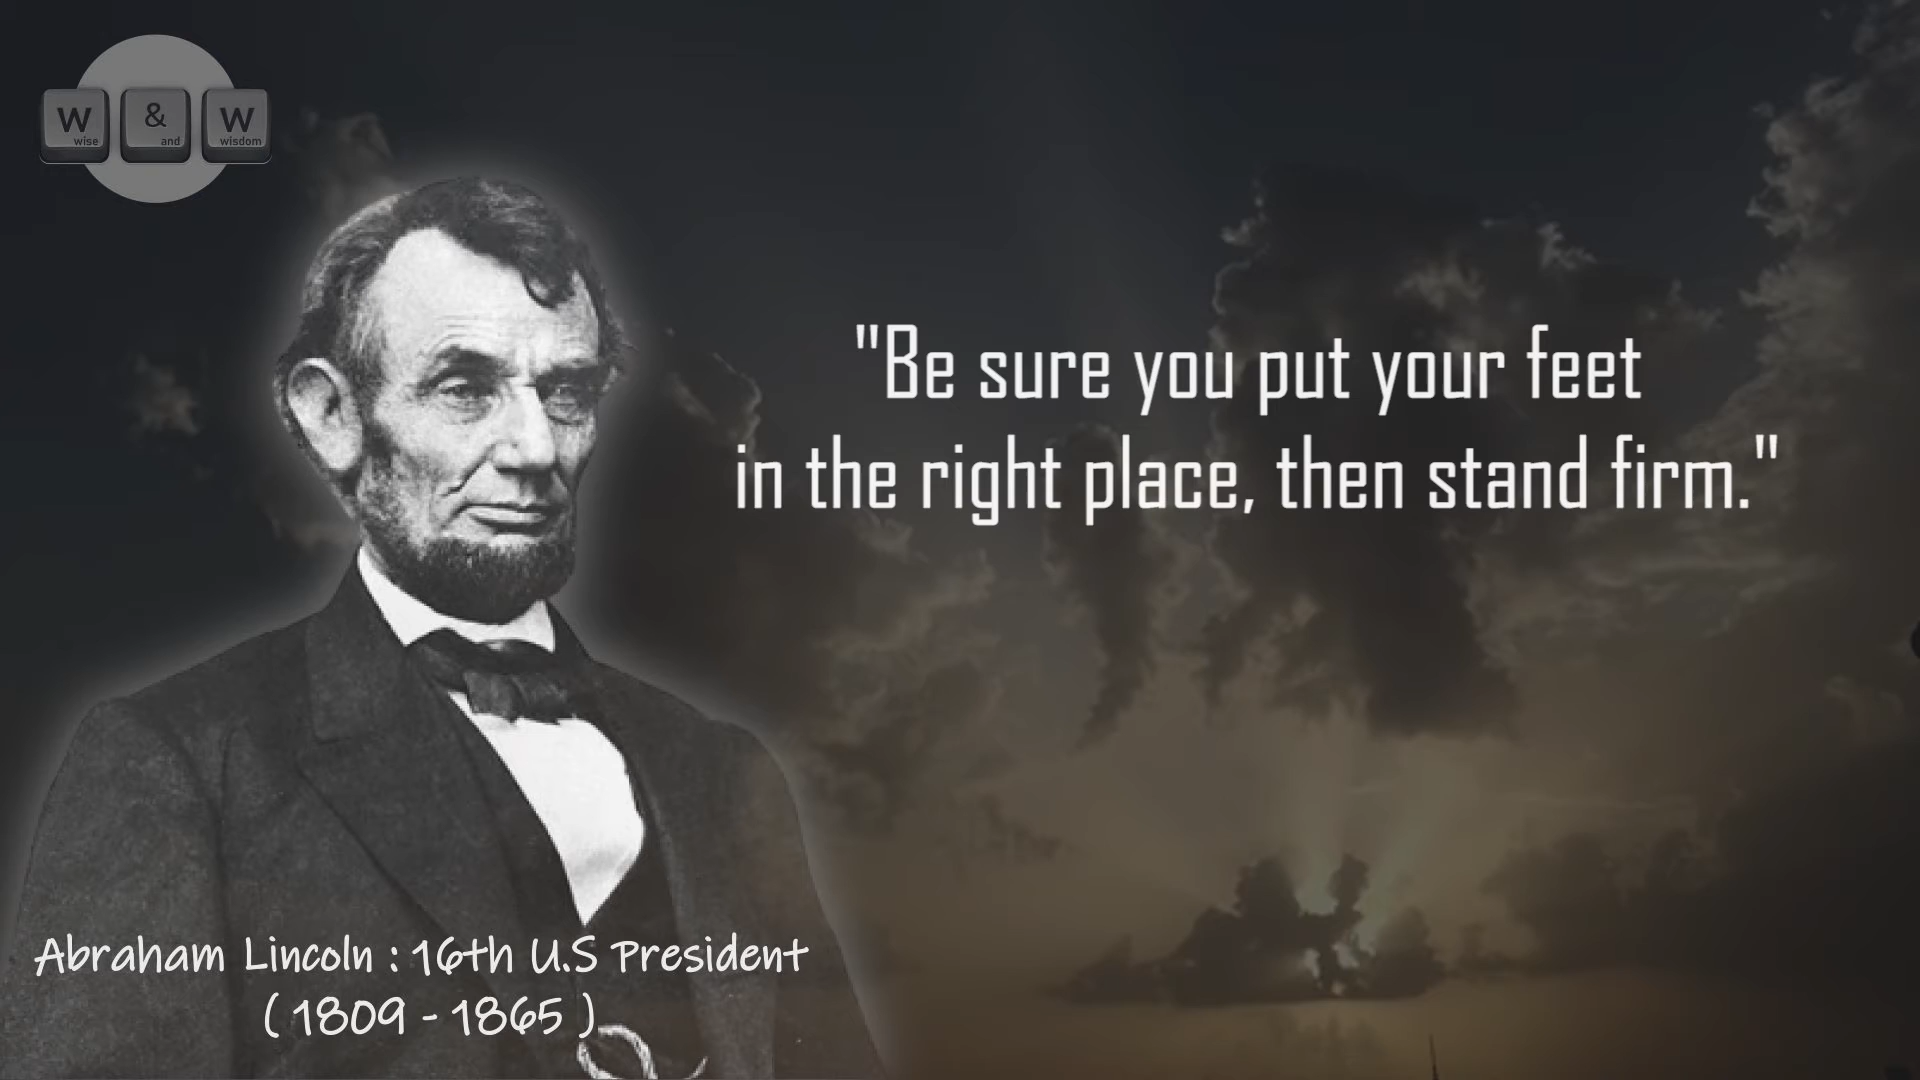 W & W
wise and wisdom
"Be sure you put your feet
in the right place, then stand firm."
Abraham Lincoln : 16th U.S President
( 1809 - 1865 )